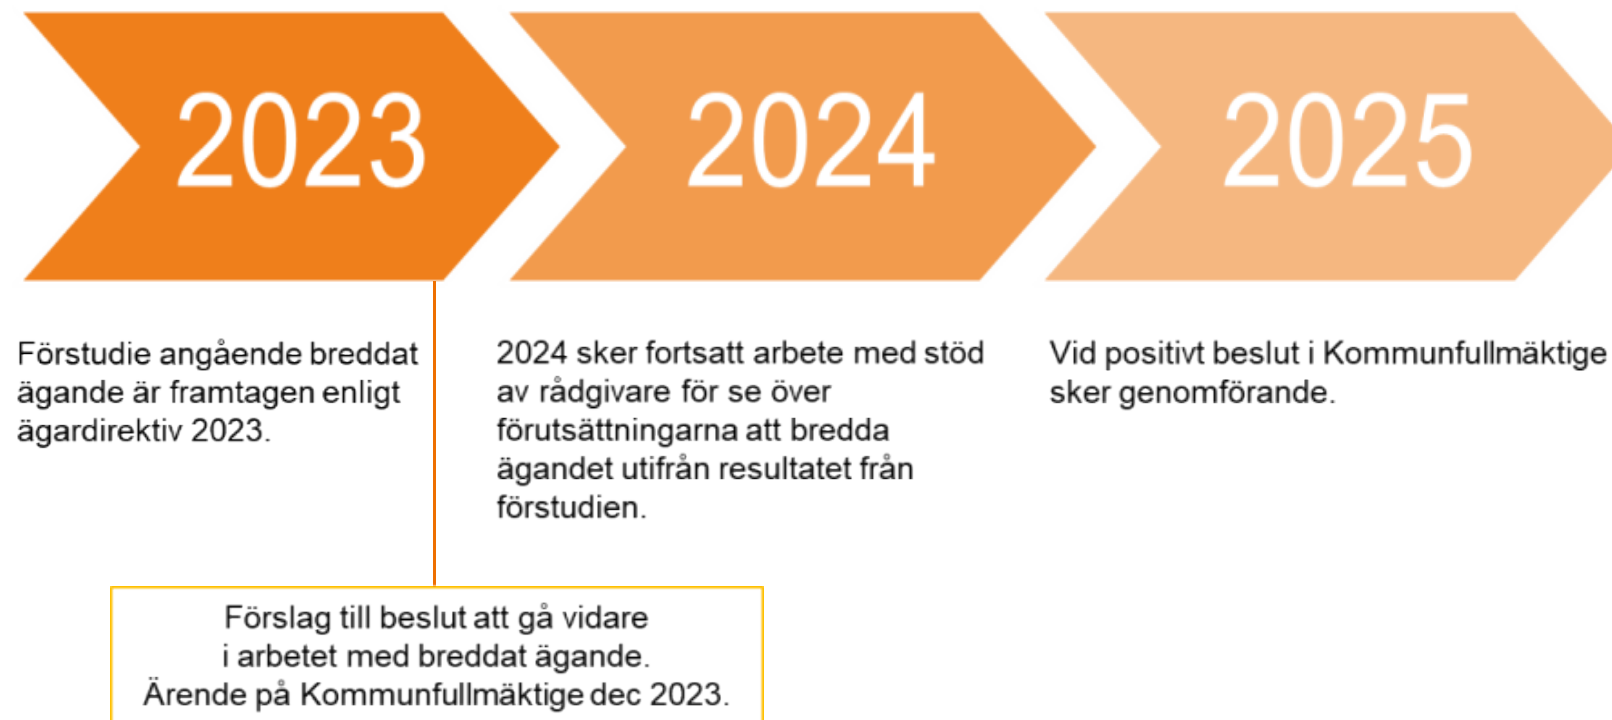 2023
2024
2025
Förstudie angående breddat
ägande är framtagen enligt
ägardirektiv 2023.
2024 sker fortsatt arbete med stöd
av rådgivare för se över
förutsättningarna att bredda
ägandet utifrån resultatet från
förstudien.
Vid positivt beslut i Kommunfullmäktige
sker genomförande.
Förslag till beslut att gå vidare
i arbetet med breddat ägande.
Ärende på Kommunfullmäktige dec 2023.